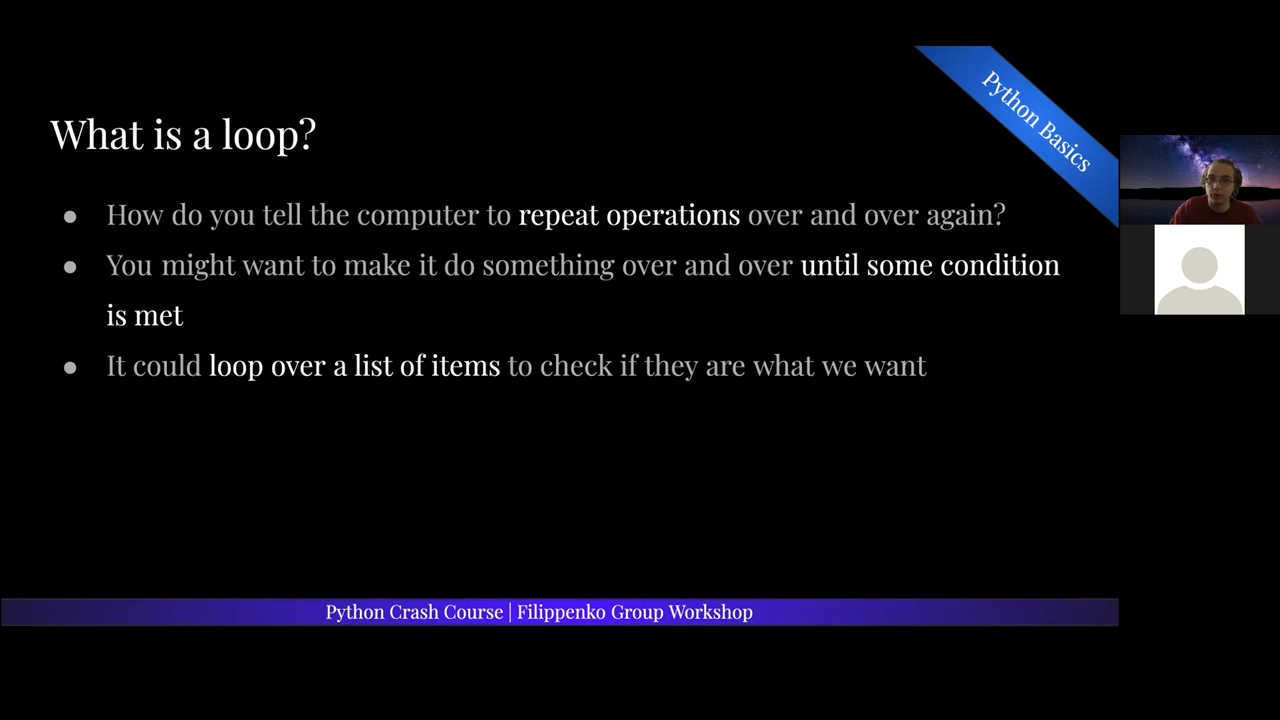 Python Basics
What is a loop?
● How do you tell the computer to repeat operations over and over again?
● You might want to make it do something over and over until some condition
is met
● It could loop over a list of items to check if they are what we want
Python Crash Course | Filippenko Group Workshop